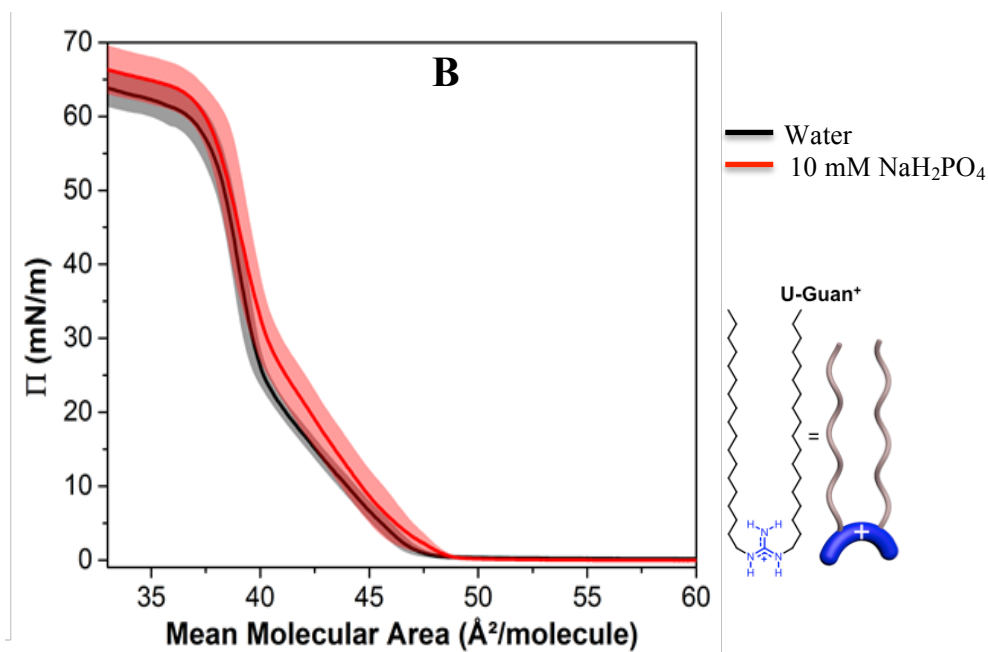 B
70
60
50
40
30
20
10
0
Π (mN/m)
35 40 45 50 55 60
Mean Molecular Area (Å²/molecule)
Water
10 mM NaH₂PO₄
U-Guan⁺
H N H
N N
H + H
=
+